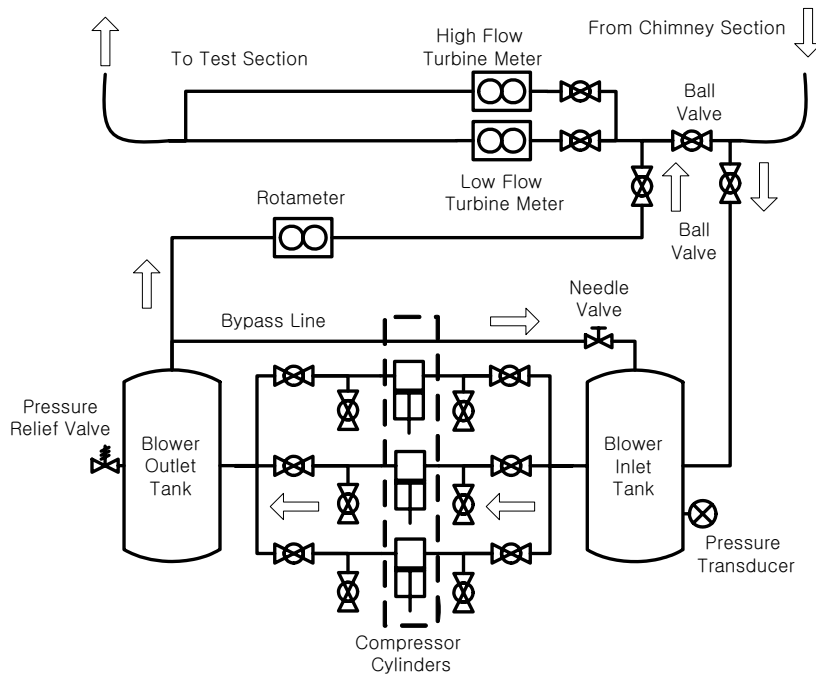 From Chimney Section
High Flow
Turbine Meter
To Test Section
Ball
Valve
Low Flow
Turbine Meter
Rotameter
Ball
Valve
Needle
Valve
Bypass Line
Pressure
Relief Valve
Blower
Outlet
Tank
Blower
Inlet
Tank
Pressure
Transducer
Compressor
Cylinders